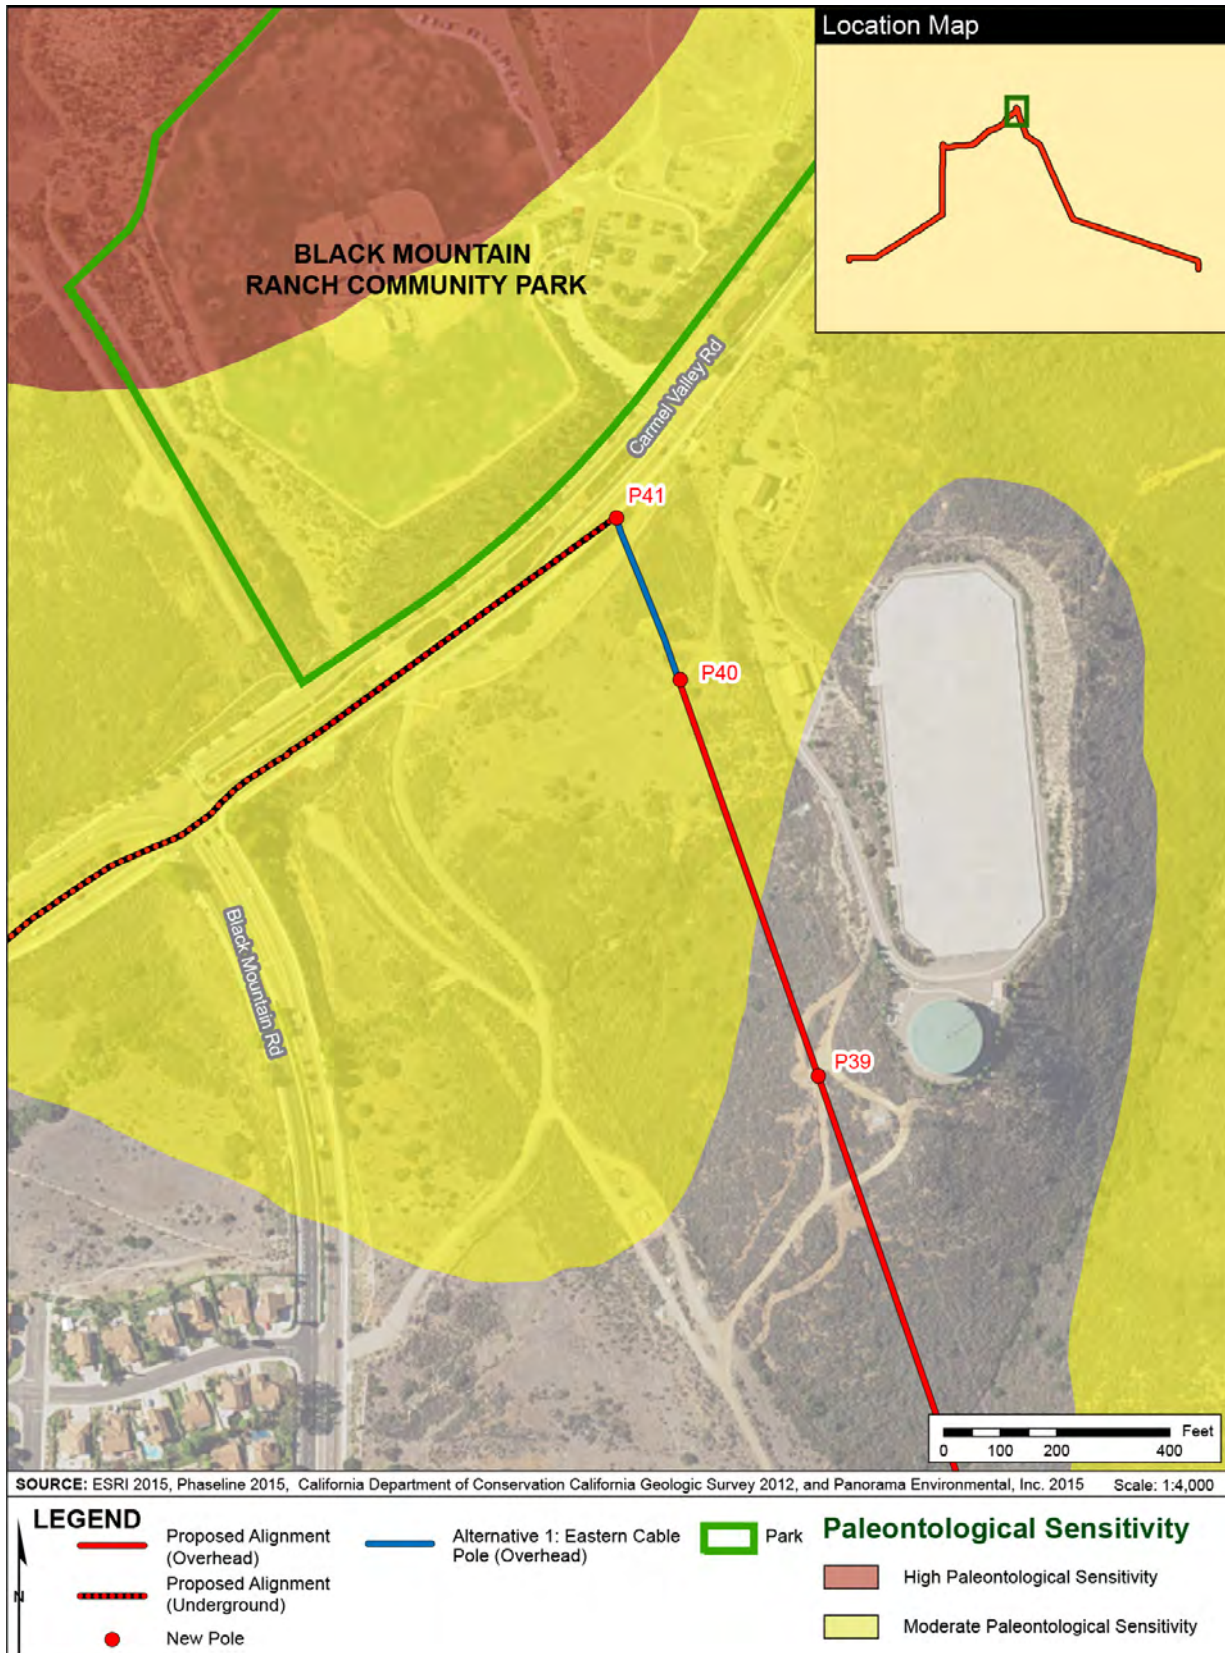 Location Map
BLACK MOUNTAIN
RANCH COMMUNITY PARK
Carmel Valley Rd
P41
P40
Black Mountain Rd
P39
Feet
0 100 200 400
SOURCE: ESRI 2015, Phaseline 2015, California Department of Conservation California Geologic Survey 2012, and Panorama Environmental, Inc. 2015 Scale: 1:4,000
LEGEND
N
Proposed Alignment
(Overhead)
Proposed Alignment
(Underground)
New Pole
Alternative 1: Eastern Cable
Pole (Overhead)
Park
Paleontological Sensitivity
High Paleontological Sensitivity
Moderate Paleontological Sensitivity